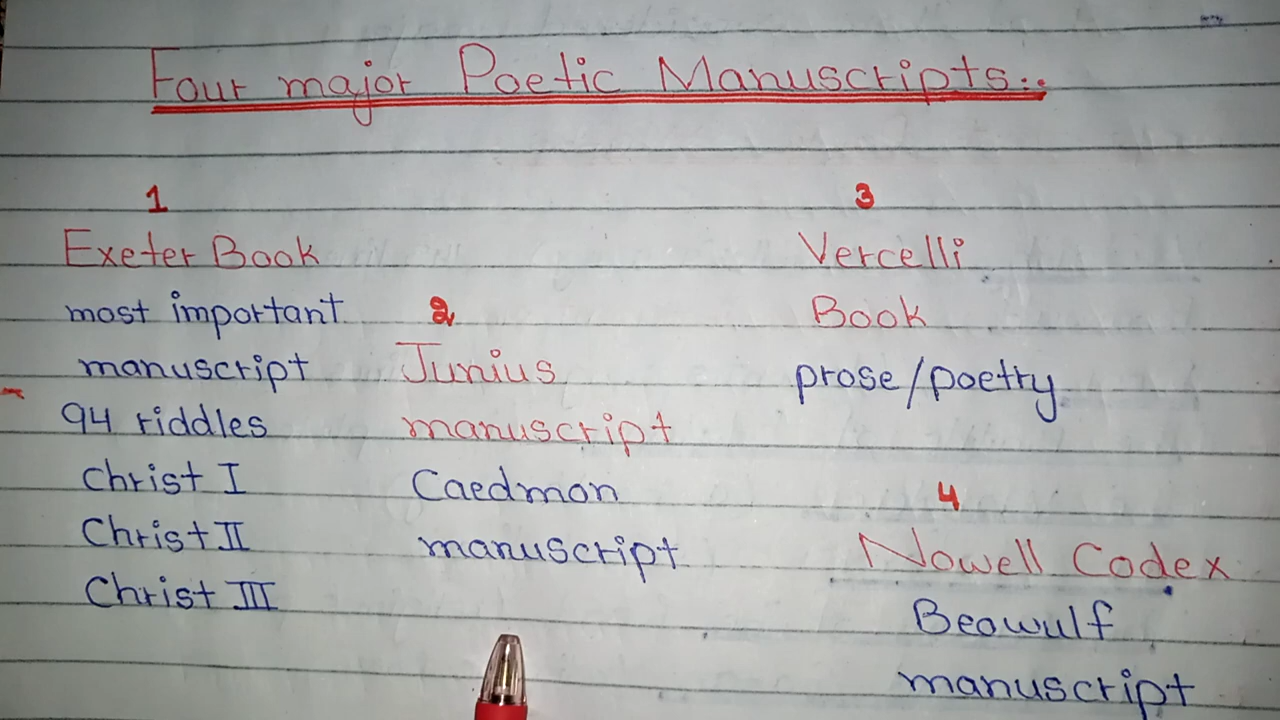 Four major Poetic Manuscripts..
1
Exeter Book
most important
manuscript
94 riddles
Christ I
Christ II
Christ III
2
Junius
manuscript
Caedmon
manuscript
3
Vercelli
Book
prose/poetry
4
Nowell Codex
Beowulf
manuscript